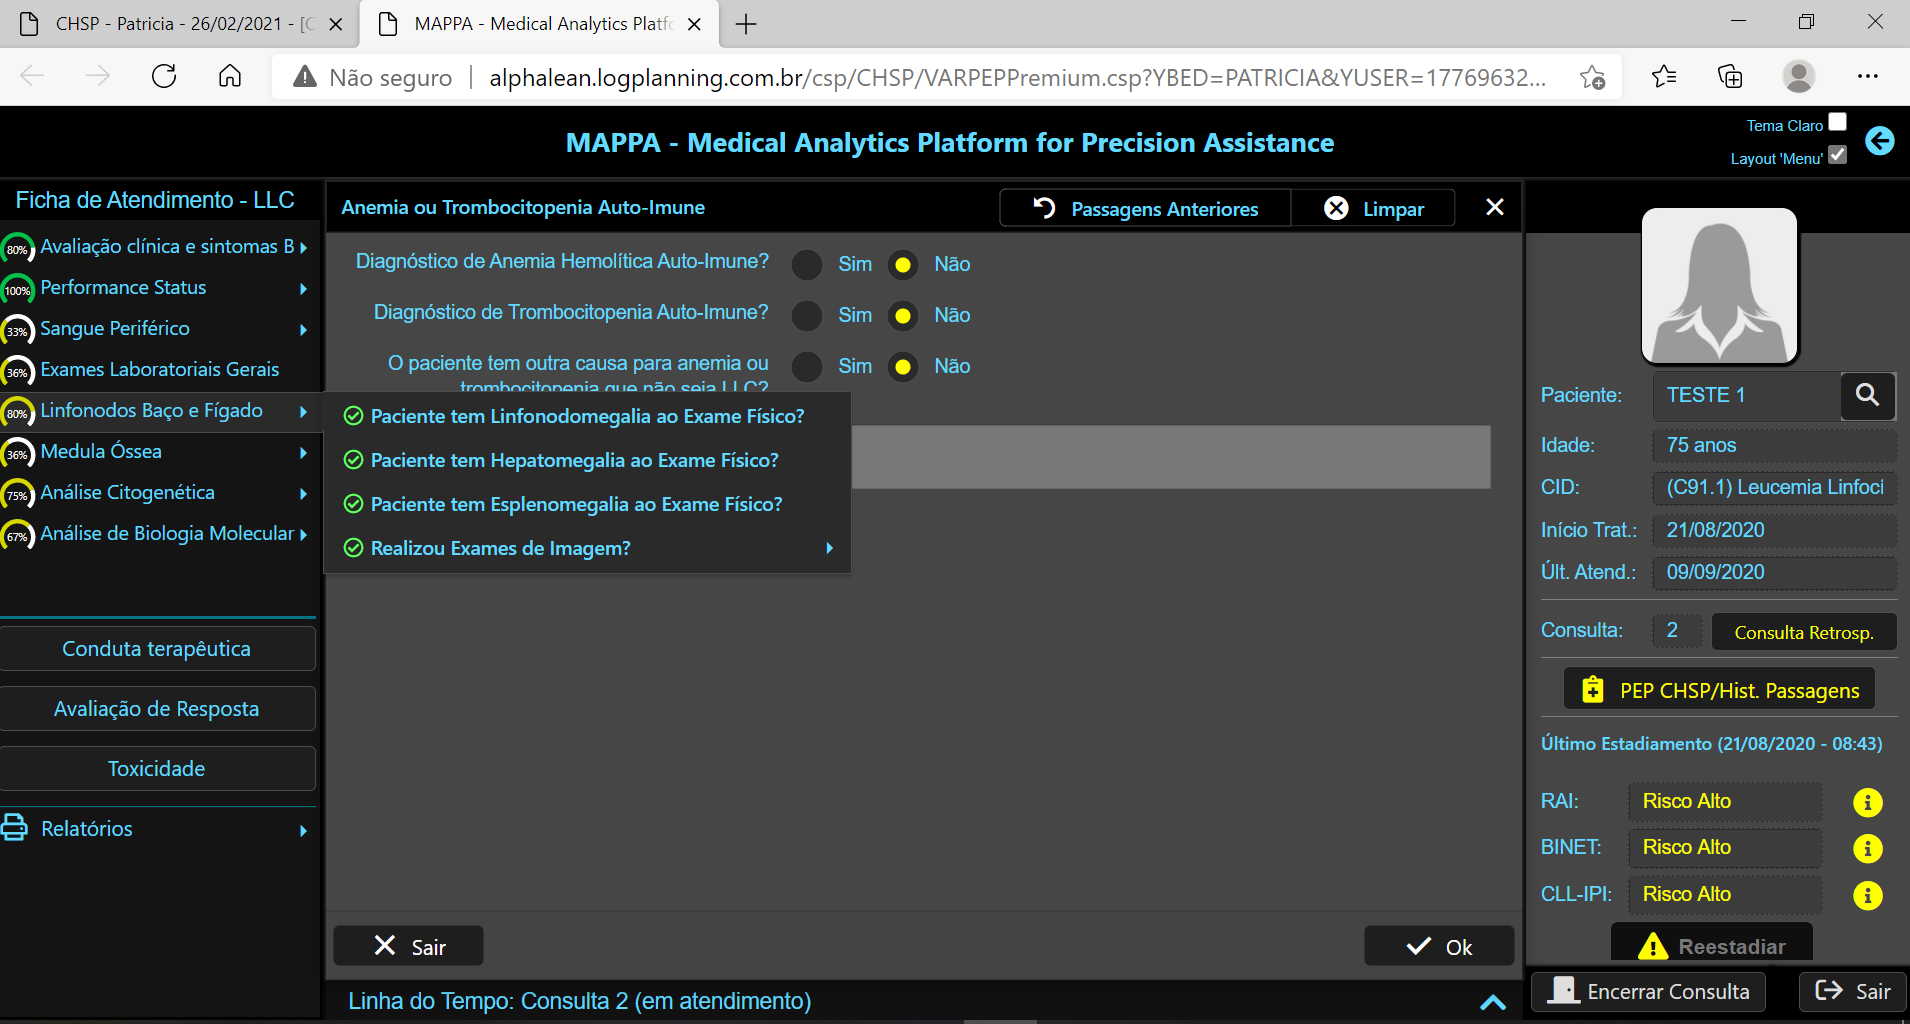 CHSP - Patricia - 26/02/2021 - [C
MAPPA - Medical Analytics Platfo
Não seguro
alphalean.logplanning.com.br/csp/CHSP/VARPEPPremium.csp?YBED=PATRICIA&YUSER=17769632...
MAPPA - Medical Analytics Platform for Precision Assistance
Tema Claro
Layout 'Menu'
Ficha de Atendimento - LLC
80% Avaliação clínica e sintomas B
100% Performance Status
33% Sangue Periférico
36% Exames Laboratoriais Gerais
80% Linfonodos Baço e Fígado
36% Medula Óssea
75% Análise Citogenética
67% Análise de Biologia Molecular
Conduta terapêutica
Avaliação de Resposta
Toxicidade
Relatórios
Anemia ou Trombocitopenia Auto-Imune
Passagens Anteriores
Limpar
Diagnóstico de Anemia Hemolítica Auto-Imune? Sim Não
Diagnóstico de Trombocitopenia Auto-Imune? Sim Não
O paciente tem outra causa para anemia ou Sim Não
trombocitopenia que não seja LLC?
Paciente tem Linfonodomegalia ao Exame Físico?
Paciente tem Hepatomegalia ao Exame Físico?
Paciente tem Esplenomegalia ao Exame Físico?
Realizou Exames de Imagem?
Sair
Ok
Linha do Tempo: Consulta 2 (em atendimento)
Paciente: TESTE 1
Idade: 75 anos
CID: (C91.1) Leucemia Linfocí
Início Trat.: 21/08/2020
Últ. Atend.: 09/09/2020
Consulta: 2 Consulta Retrosp.
PEP CHSP/Hist. Passagens
Último Estadiamento (21/08/2020 - 08:43)
RAI: Risco Alto
BINET: Risco Alto
CLL-IPI: Risco Alto
Reestadiar
Encerrar Consulta
Sair